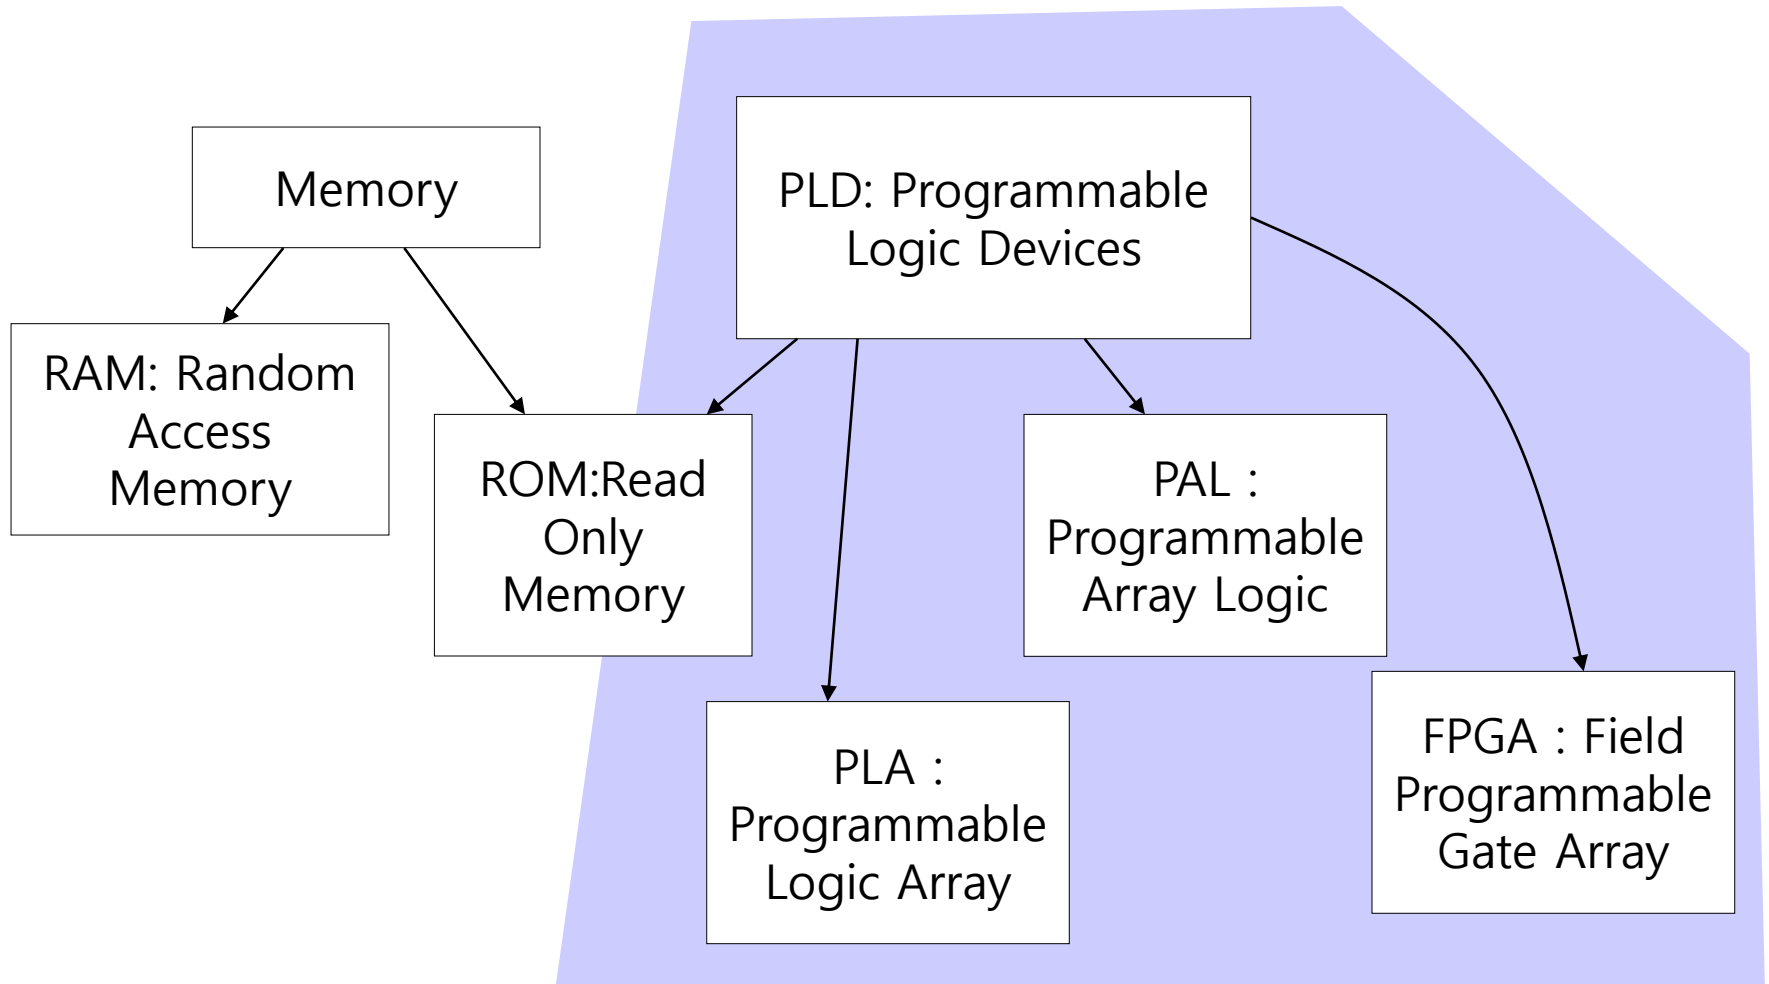 Memory
PLD: Programmable
Logic Devices
RAM: Random
Access
Memory
ROM:Read
Only
Memory
PAL :
Programmable
Array Logic
PLA :
Programmable
Logic Array
FPGA : Field
Programmable
Gate Array